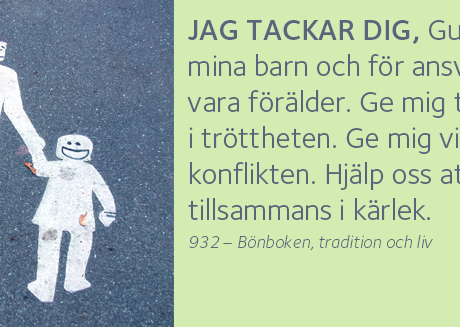 JAG TACKAR DIG, Gu
mina barn och för ansv
vara förälder. Ge mig t
i tröttheten. Ge mig vi
konflikten. Hjälp oss at
tillsammans i kärlek.
932 – Bönboken, tradition och liv